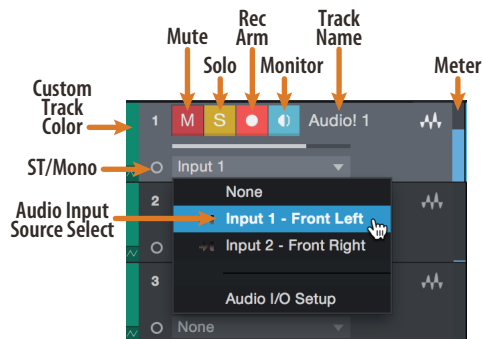 Rec
Mute Arm Track Name
Solo Monitor Meter
Custom
Track
Color
1 M S Audio! 1
ST/Mono
Input 1
None
2
Audio Input
Source Select
Input 1 - Front Left
Input 2 - Front Right
3
Audio I/O Setup
None